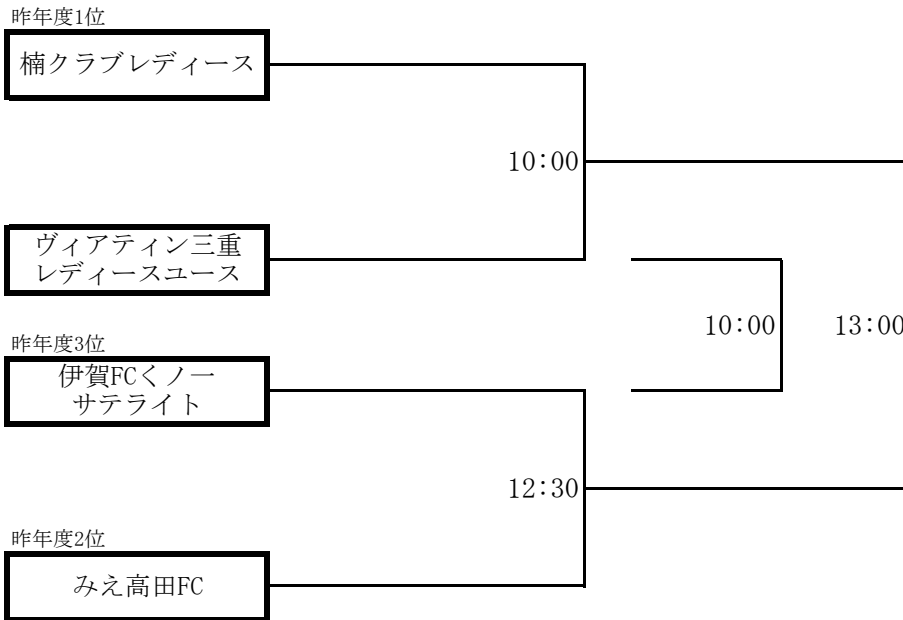 昨年度1位
楠クラブレディース
10:00
ヴィアティン三重
レディースユース
10:00
13:00
昨年度3位
伊賀FCくノ一
サテライト
12:30
昨年度2位
みえ高田FC